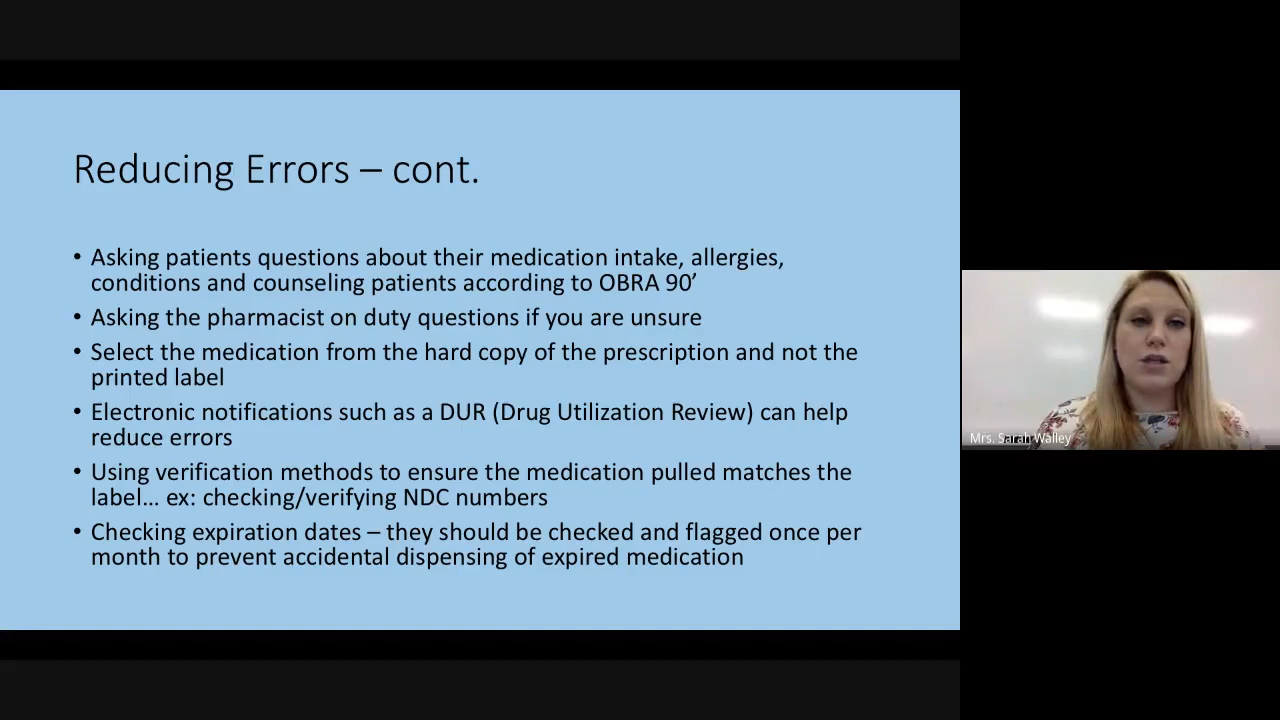 Reducing Errors – cont.
• Asking patients questions about their medication intake, allergies,
conditions and counseling patients according to OBRA 90’
• Asking the pharmacist on duty questions if you are unsure
• Select the medication from the hard copy of the prescription and not the
printed label
• Electronic notifications such as a DUR (Drug Utilization Review) can help
reduce errors
• Using verification methods to ensure the medication pulled matches the
label… ex: checking/verifying NDC numbers
• Checking expiration dates – they should be checked and flagged once per
month to prevent accidental dispensing of expired medication
Mrs. Sarah Walley